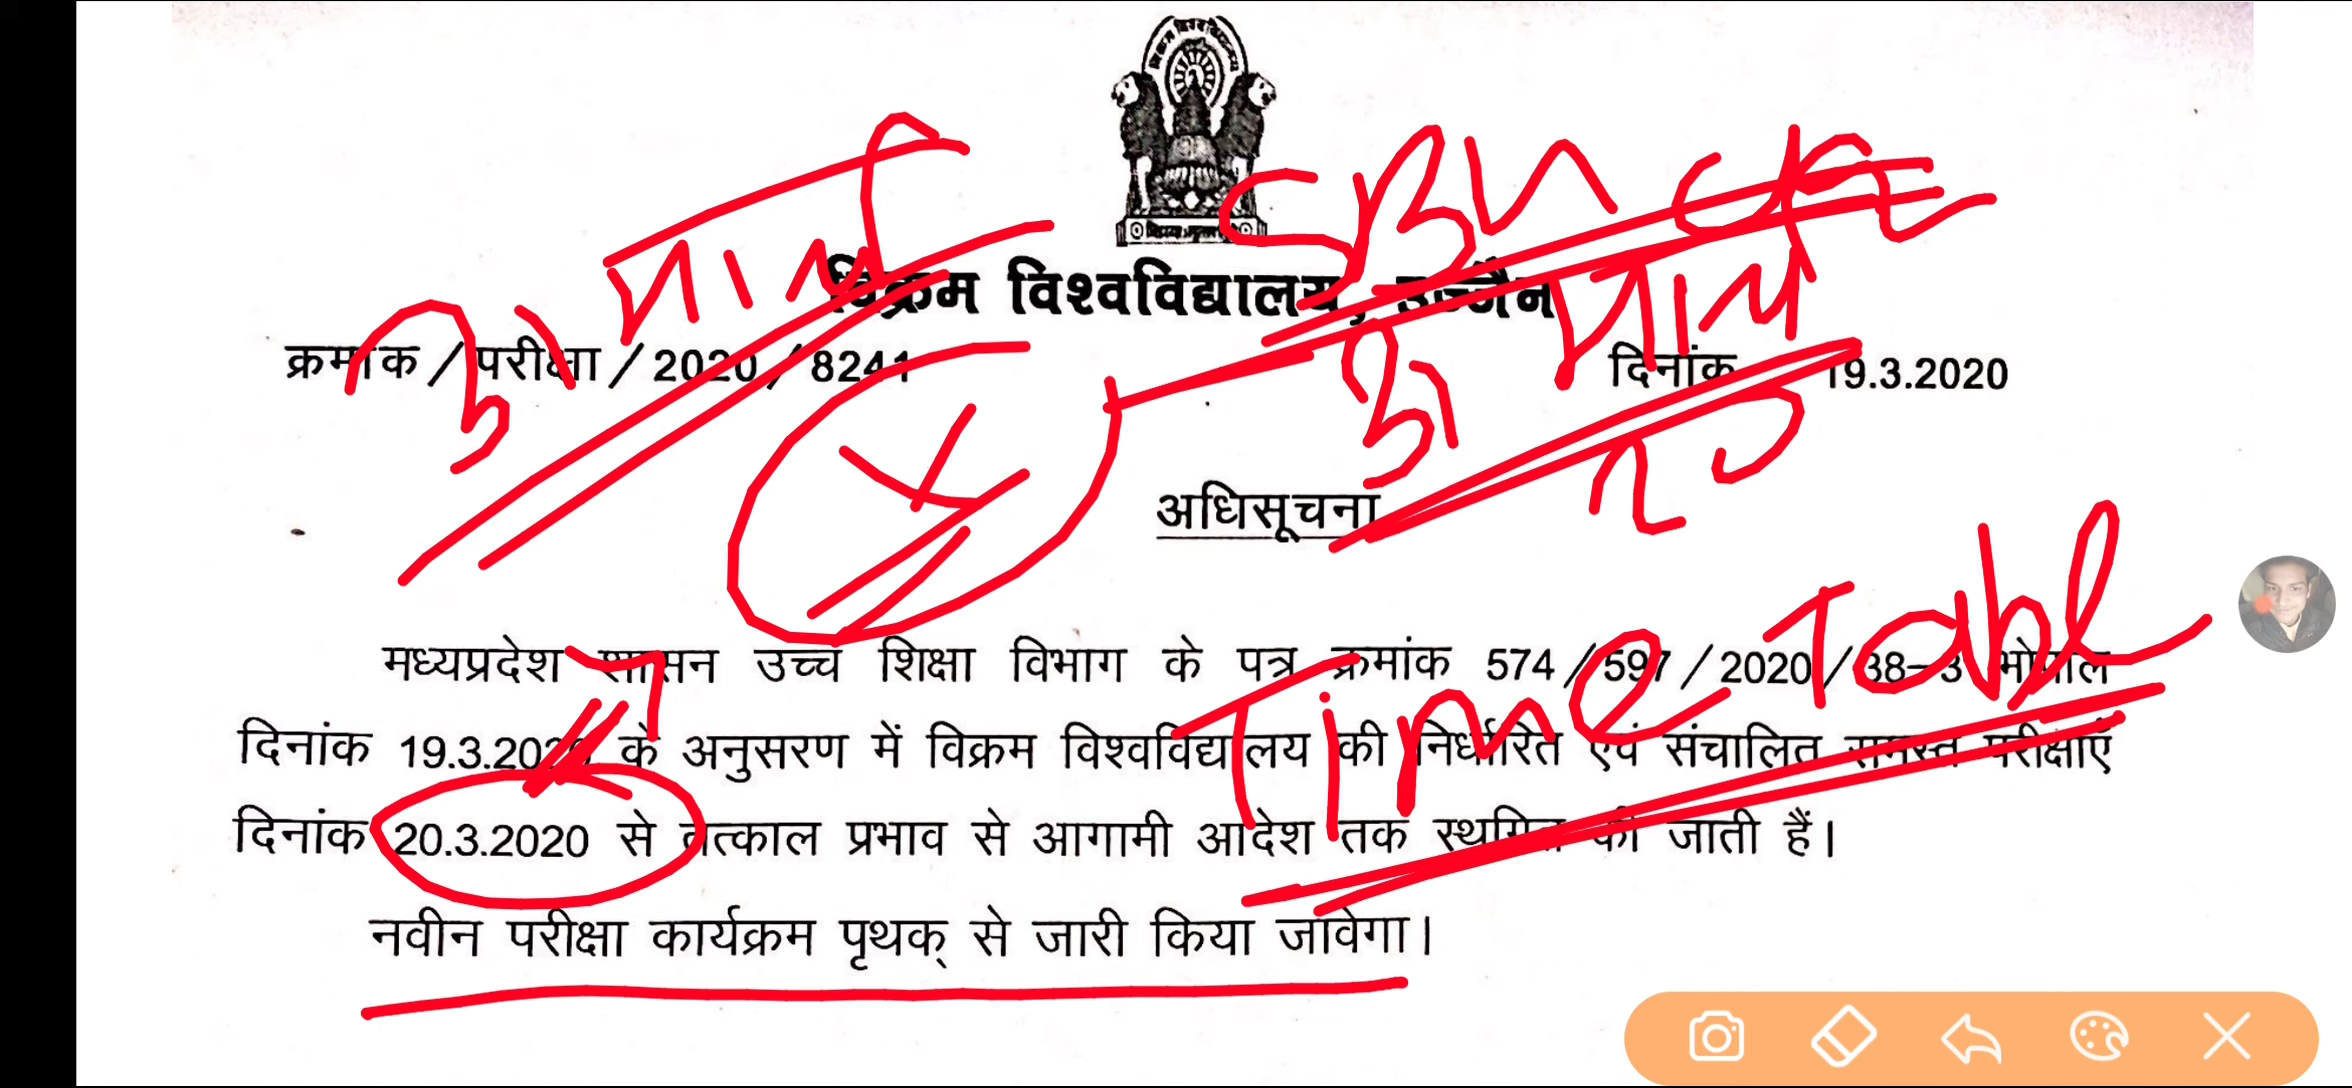 विक्रम विश्वविद्यालय, उज्जैन
क्रमांक / परीक्षा / 2020 / 8241 दिनांक 19.3.2020
अधिसूचना
मध्यप्रदेश शासन उच्च शिक्षा विभाग के पत्र क्रमांक 574 / 597 / 2020 / 38–3 भोपाल
दिनांक 19.3.2020 के अनुसरण में विक्रम विश्वविद्यालय की निर्धारित एवं संचालित समस्त परीक्षाएँ
दिनांक 20.3.2020 से तत्काल प्रभाव से आगामी आदेश तक स्थगित की जाती हैं।
नवीन परीक्षा कार्यक्रम पृथक् से जारी किया जावेगा।
31 मार्च
31 मार्च
Time Tabl